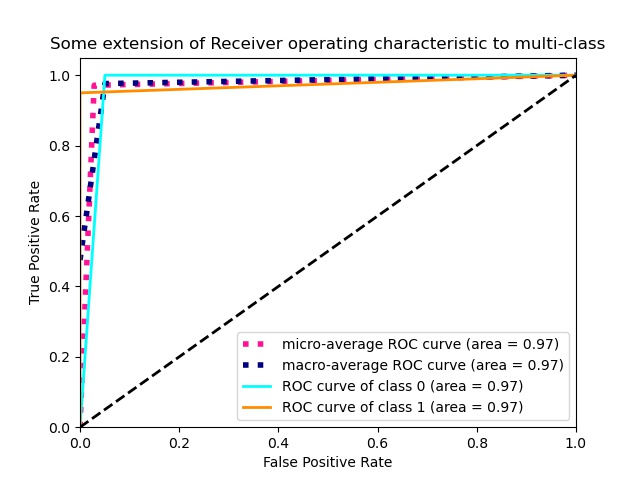 Some extension of Receiver operating characteristic to multi-class
1.0
0.8
0.6
0.4
0.2
0.0
True Positive Rate
micro-average ROC curve (area = 0.97)
macro-average ROC curve (area = 0.97)
ROC curve of class 0 (area = 0.97)
ROC curve of class 1 (area = 0.97)
0.0 0.2 0.4 0.6 0.8 1.0
False Positive Rate